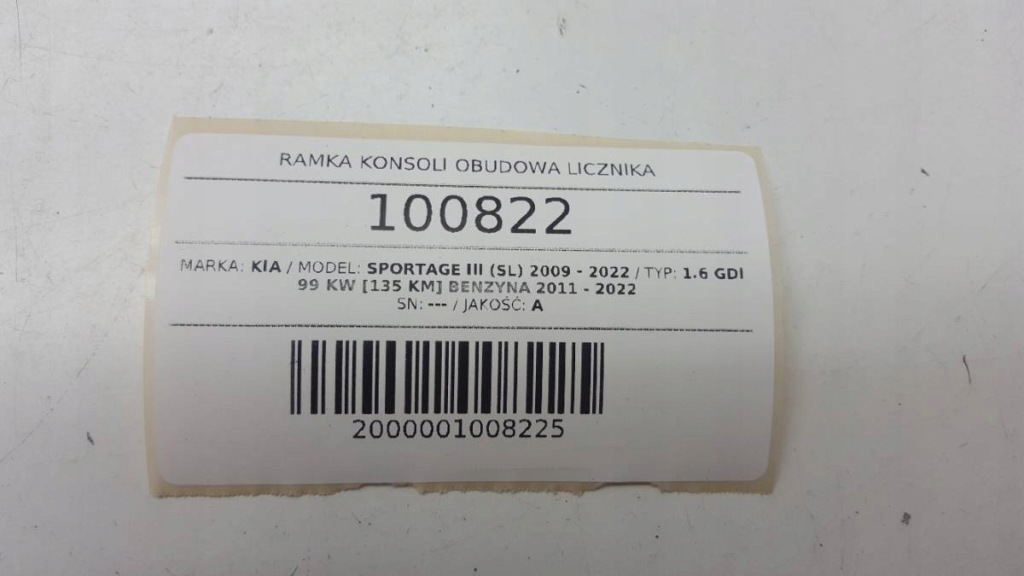 RAMKA KONSOLI OBUDOWA LICZNIKA
100822
MARKA: KIA / MODEL: SPORTAGE III (SL) 2009 - 2022 / TYP: 1.6 GDI
99 KW [135 KM] BENZYNA 2011 - 2022
SN: --- / JAKOŚĆ: A
2000001008225